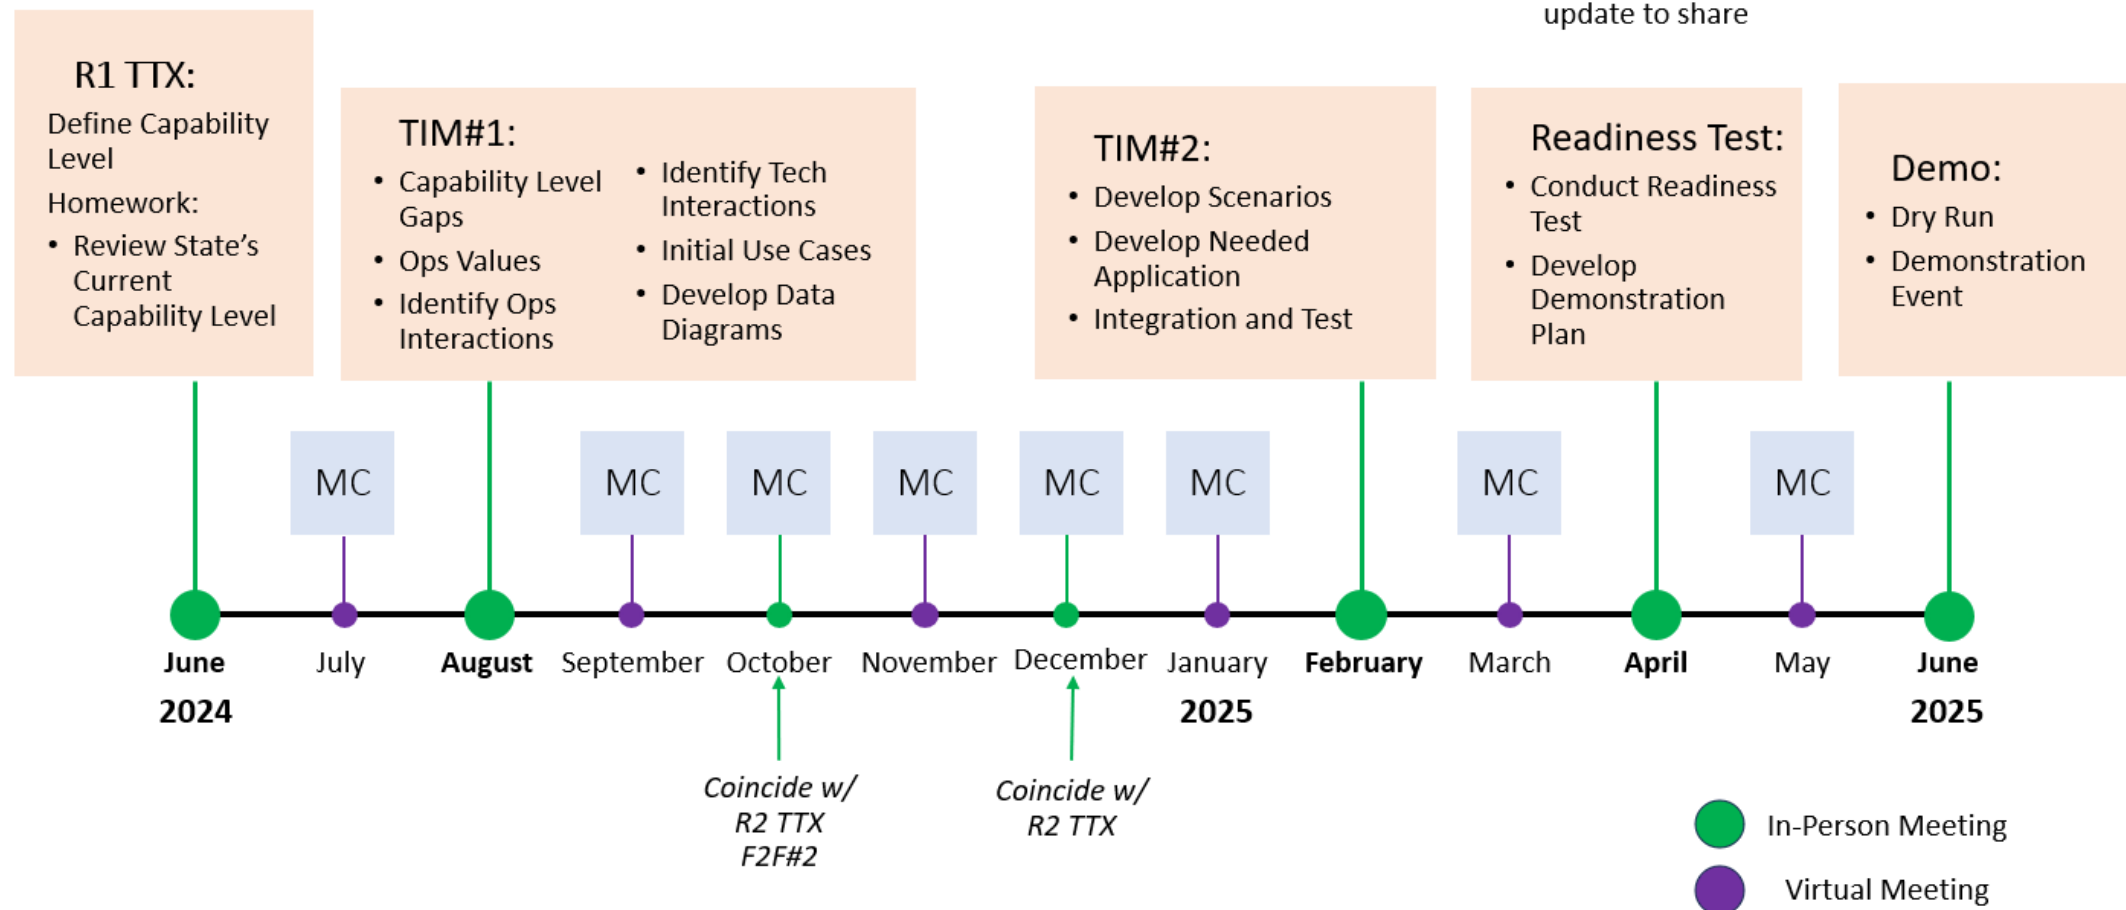 update to share
R1 TTX:
Define Capability
Level
Homework:
• Review State’s
Current
Capability Level
TIM#1:
• Capability Level
Gaps
• Ops Values
• Identify Ops
Interactions
• Identify Tech
Interactions
• Initial Use Cases
• Develop Data
Diagrams
TIM#2:
• Develop Scenarios
• Develop Needed
Application
• Integration and Test
Readiness Test:
• Conduct Readiness
Test
• Develop
Demonstration
Plan
Demo:
• Dry Run
• Demonstration
Event
MC
MC
MC
MC
MC
MC
MC
MC
June
2024
July
August
September
October
November
December
January
2025
February
March
April
May
June
2025
Coincide w/
R2 TTX
F2F#2
Coincide w/
R2 TTX
In-Person Meeting
Virtual Meeting